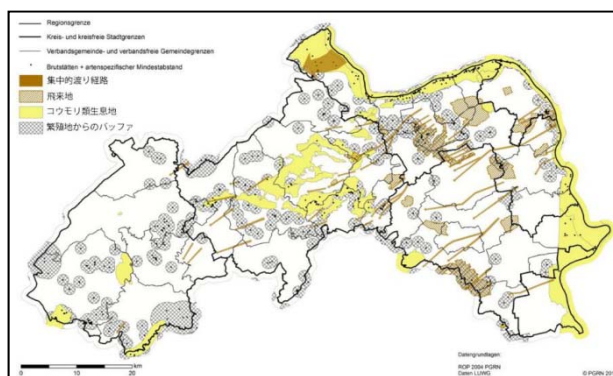 Regionsgrenze
Kreis- und kreisfreie Stadtgrenzen
Verbandsgemeinde- und verbandsfreie Gemeindegrenzen
Brutstätten + artenspezifischer Mindestabstand
集中的渡り経路
飛来地
コウモリ類生息地
繁殖地からのバッファ
0 10 20
km
Datengrundlagen
ROP 2004 PGRN
Daten LUWG
© PGRN 201